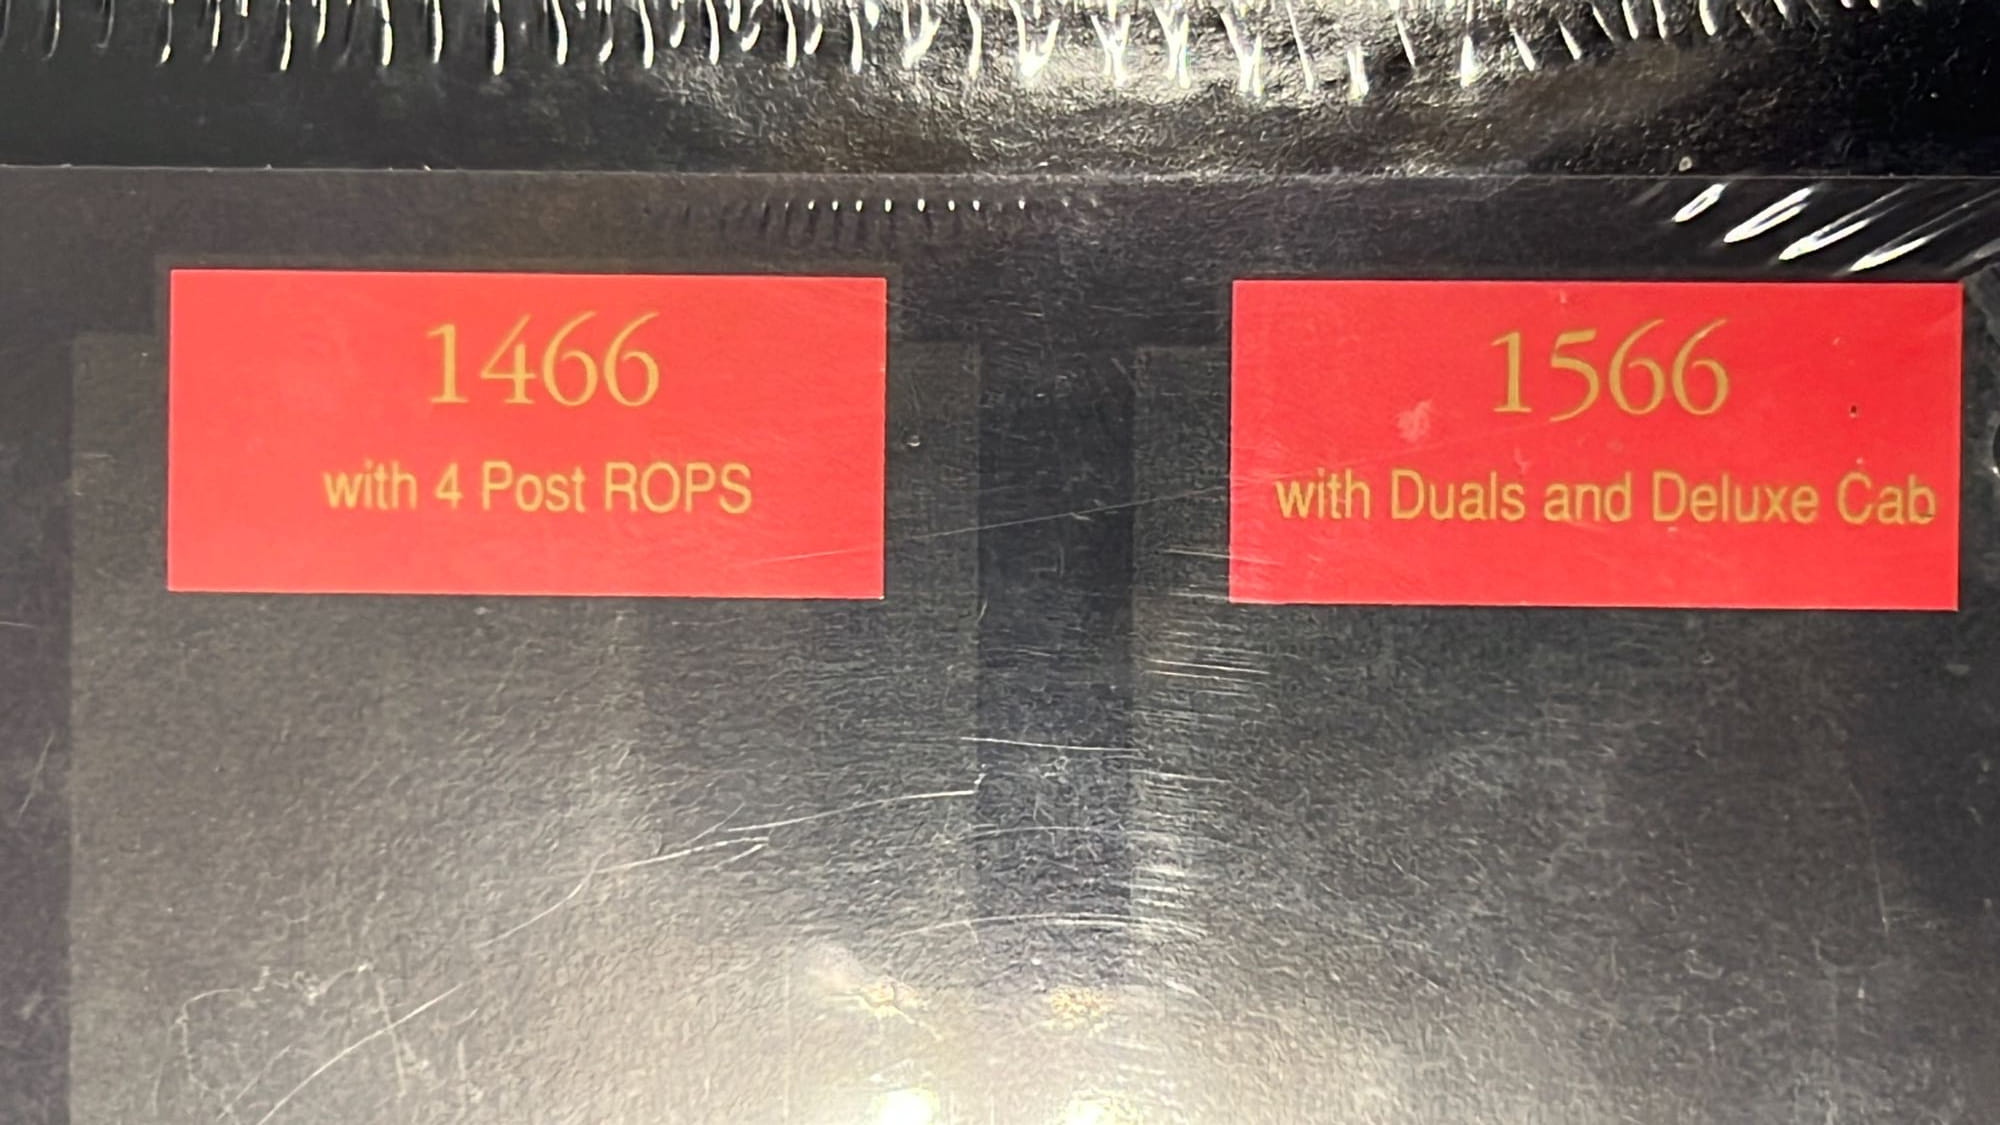 1466
with 4 Post ROPS
1566
with Duals and Deluxe Cab